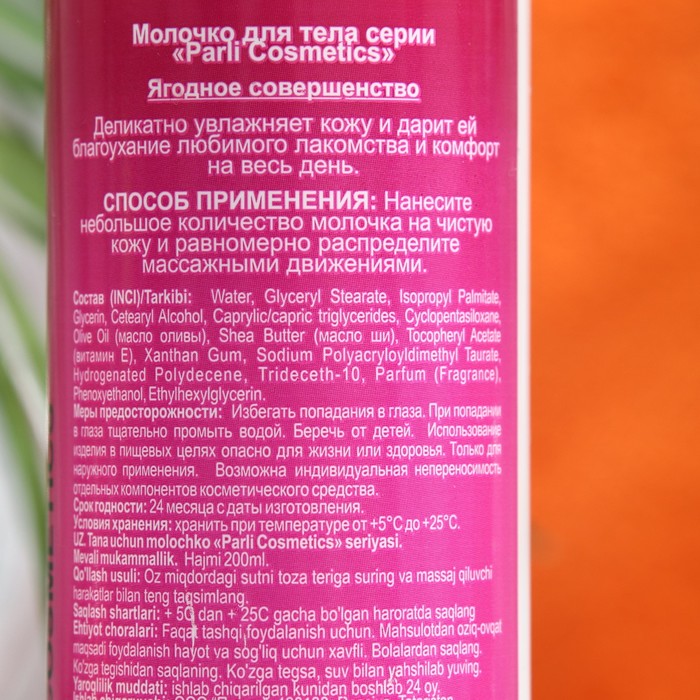 Молочко для тела серии
«Parli Cosmetics»
Ягодное совершенство
Деликатно увлажняет кожу и дарит ей
благоухание любимого лакомства и комфорт
на весь день.
СПОСОБ ПРИМЕНЕНИЯ: Нанесите
небольшое количество молочка на чистую
кожу и равномерно распределите
массажными движениями.
Состав (INCI)/Tarkibi: Water, Glyceryl Stearate, Isopropyl Palmitate,
Glycerin, Cetearyl Alcohol, Caprylic/capric triglycerides, Cyclopentasiloxane,
Olive Oil (масло оливы), Shea Butter (масло ши), Tocopheryl Acetate
(витамин Е), Xanthan Gum, Sodium Polyacryloyldimethyl Taurate,
Hydrogenated Polydecene, Trideceth-10, Parfum (Fragrance),
Phenoxyethanol, Ethylhexylglycerin.
Меры предосторожности: Избегать попадания в глаза. При попадании
в глаза тщательно промыть водой. Беречь от детей. Использование
изделия в пищевых целях опасно для жизни или здоровья. Только для
наружного применения. Возможна индивидуальная непереносимость
отдельных компонентов косметического средства.
Срок годности: 24 месяца с даты изготовления.
Условия хранения: хранить при температуре от +5°С до +25°С.
UZ. Tana uchun molochko «Parli Cosmetics» seriyasi.
Mevali mukammallik. Hajmi 200ml.
Qo'llash usuli: Oz miqdordagi sutni toza teriga suring va massaj qiluvchi
harakatlar bilan teng taqsimlang.
Saqlash shartlari: + 5C dan + 25C gacha bo'lgan haroratda saqlang
Ehtiyot choralari: Faqat tashqi foydalanish uchun. Mahsulotdan oziq-ovqat
maqsadi foydalanish hayot va sog'liq uchun xavfli. Bolalardan saqlang.
Ko'zga tegishidan saqlaning. Ko'zga tegsa, suv bilan yahshilab yuving.
Yaroqlilik muddati: ishlab chiqarilgan kunidan boshlab 24 oy.